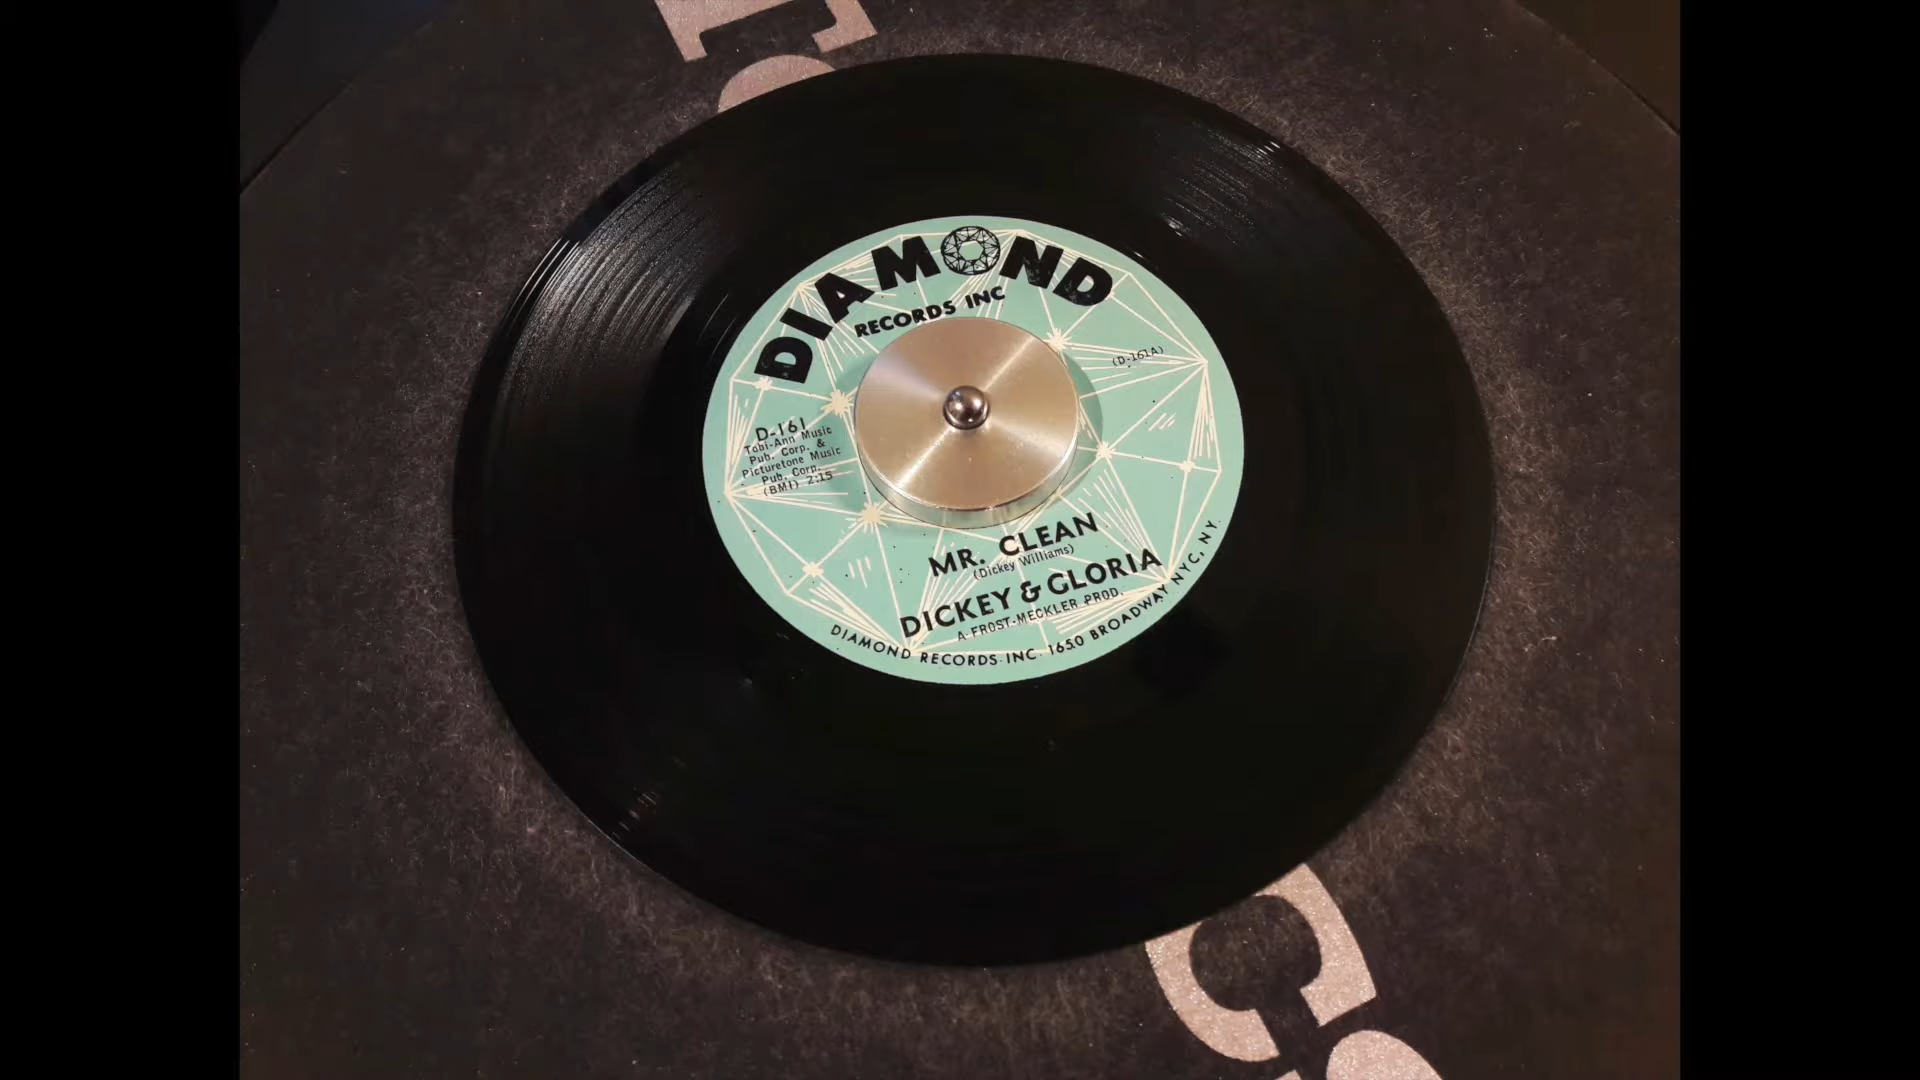 DIAMOND
RECORDS INC
(D-161A)
D-161
Tobi-Ann Music
Pub. Corp. &
Picturetone Music
Pub. Corp.
(BMI) 2:15
MR. CLEAN
(Dickey Williams)
DICKEY & GLORIA
A-FROST-MECKLER PROD.
DIAMOND RECORDS. INC. 1650 BROADWAY NYC, N.Y.